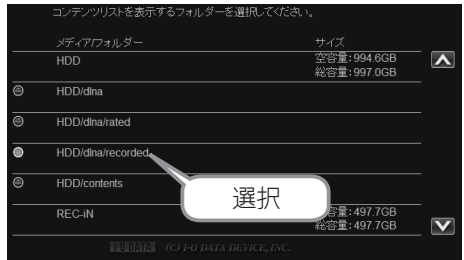 コンテンツリストを表示するフォルダーを選択してください。
メディア/フォルダー サイズ
HDD 空容量:994.6GB
総容量:997.0GB
HDD/dlna
HDD/dlna/rated
HDD/dlna/recorded
HDD/contents
選択
REC-iN 空容量:497.7GB
総容量:497.7GB
I-O DATA (C) I-O DATA DEVICE, INC.